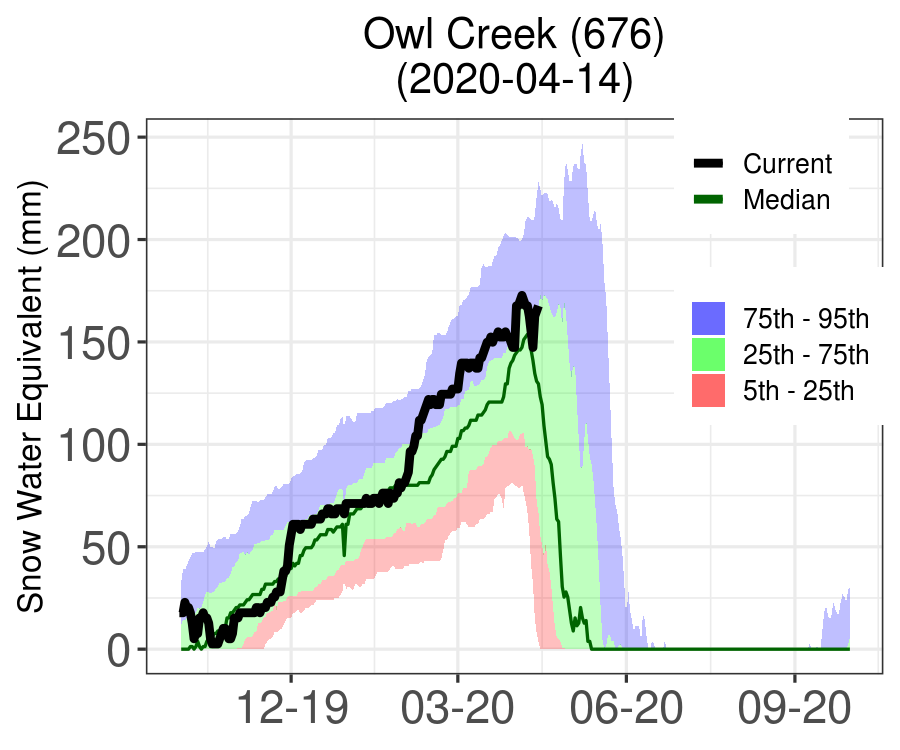 Owl Creek (676)
(2020-04-14)
Snow Water Equivalent (mm)
250
200
150
100
50
0
12-19
03-20
06-20
09-20
Current
Median
75th - 95th
25th - 75th
5th - 25th